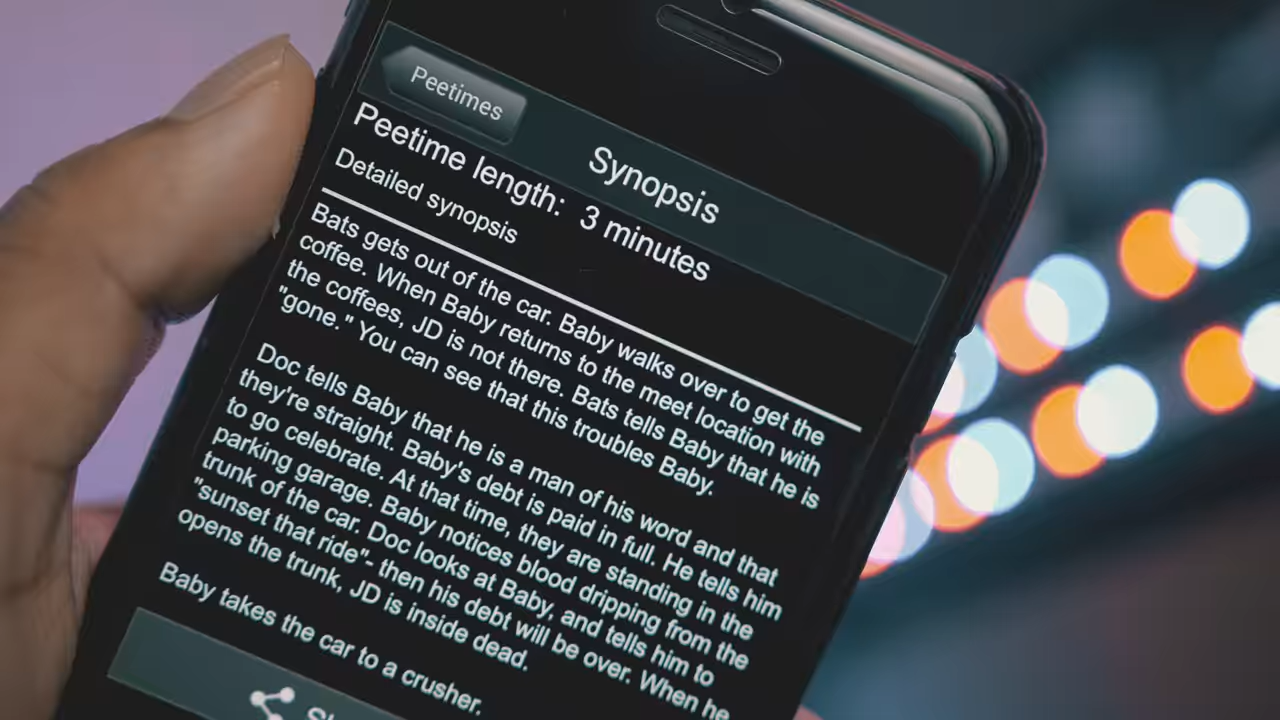 Peetimes
Synopsis
Peetime length: 3 minutes
Detailed synopsis
Bats gets out of the car. Baby walks over to get the
coffee. When Baby returns to the meet location with
the coffees, JD is not there. Bats tells Baby that he is
"gone." You can see that this troubles Baby.
Doc tells Baby that he is a man of his word and that
they're straight. Baby's debt is paid in full. He tells him
to go celebrate. At that time, they are standing in the
parking garage. Baby notices blood dripping from the
trunk of the car. Doc looks at Baby, and tells him to
"sunset that ride"- then his debt will be over. When he
opens the trunk, JD is inside dead.
Baby takes the car to a crusher.